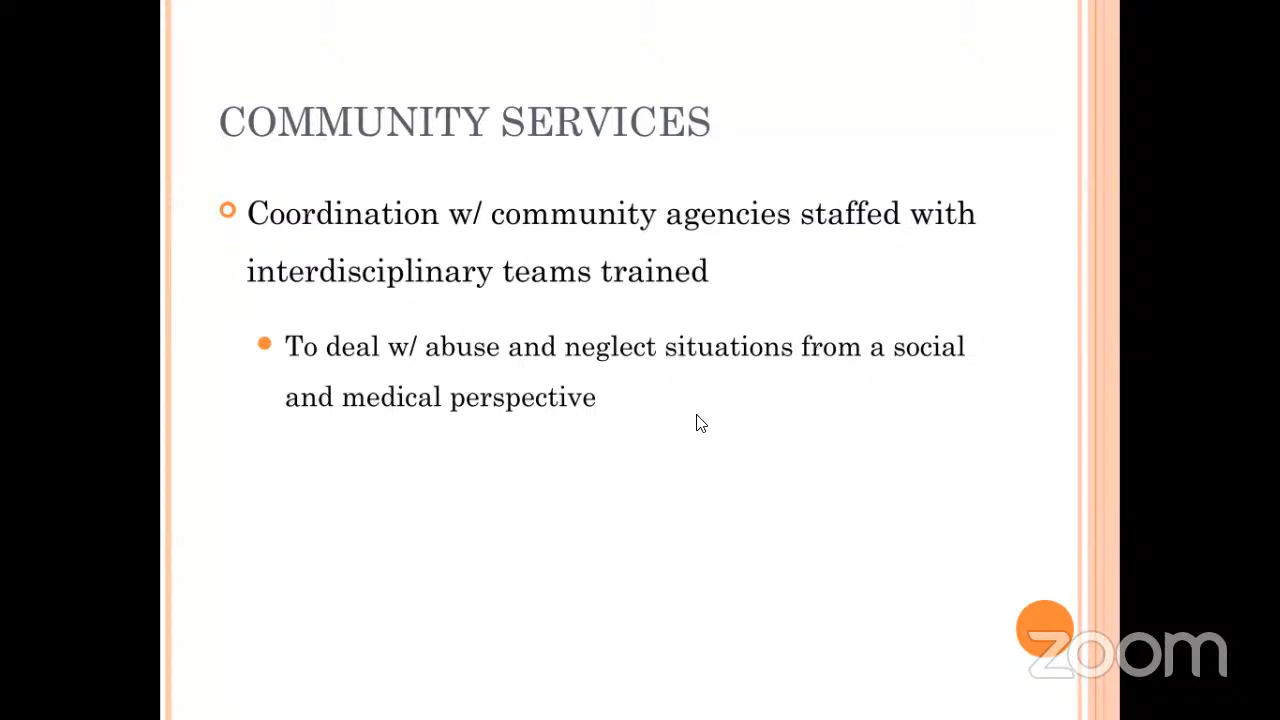 COMMUNITY SERVICES
Coordination w/ community agencies staffed with
interdisciplinary teams trained
To deal w/ abuse and neglect situations from a social
and medical perspective
zoom